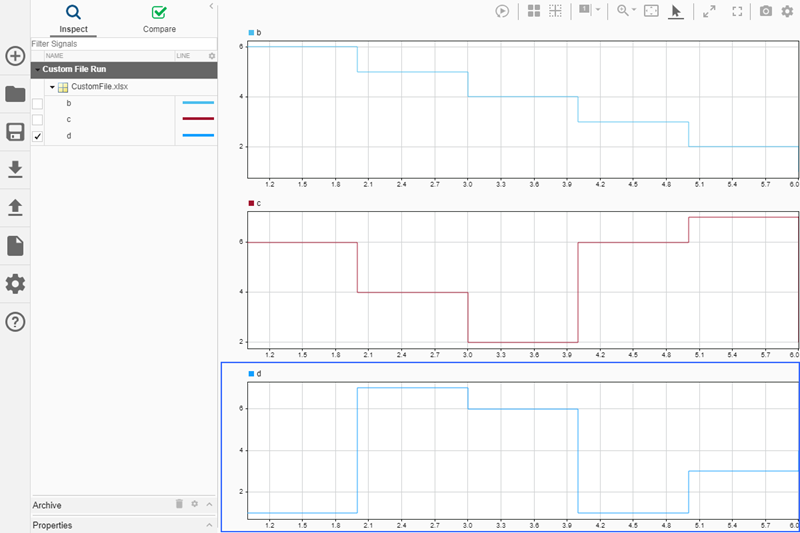 Inspect Compare
Filter Signals
NAME LINE
Custom File Run
CustomFile.xlsx
b
c
d
Archive
Properties
1
b
6
4
2
1.2 1.5 1.8 2.1 2.4 2.7 3.0 3.3 3.6 3.9 4.2 4.5 4.8 5.1 5.4 5.7 6.0
c
6
4
2
1.2 1.5 1.8 2.1 2.4 2.7 3.0 3.3 3.6 3.9 4.2 4.5 4.8 5.1 5.4 5.7 6.0
d
6
4
2
1.2 1.5 1.8 2.1 2.4 2.7 3.0 3.3 3.6 3.9 4.2 4.5 4.8 5.1 5.4 5.7 6.0